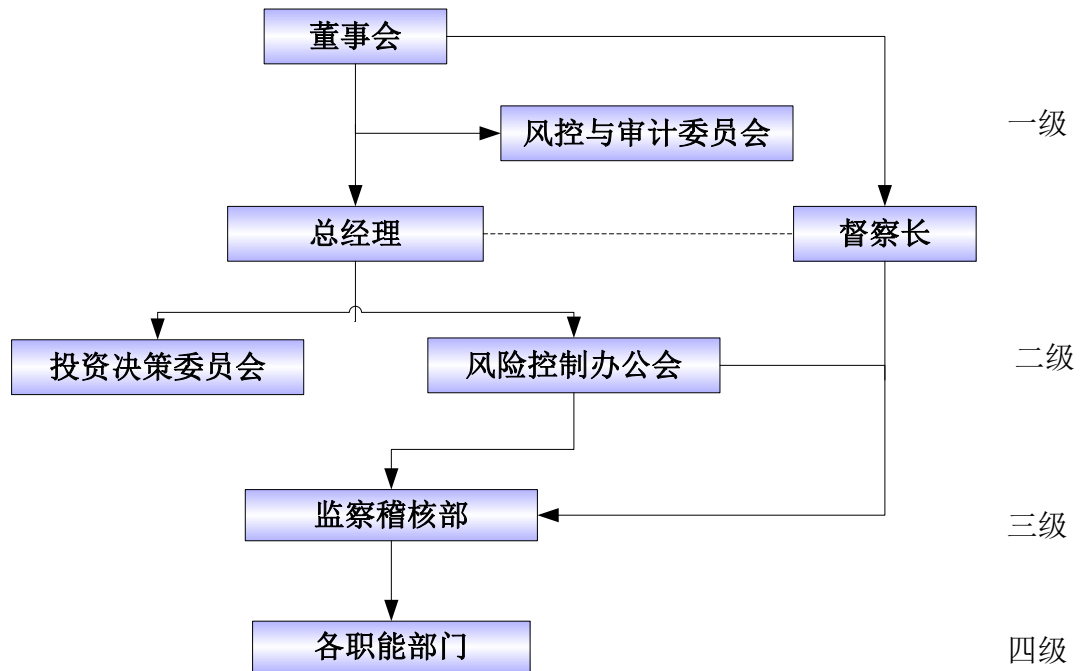 董事会
风控与审计委员会
一级
总经理
督察长
投资决策委员会
风险控制办公会
二级
监察稽核部
三级
各职能部门
四级